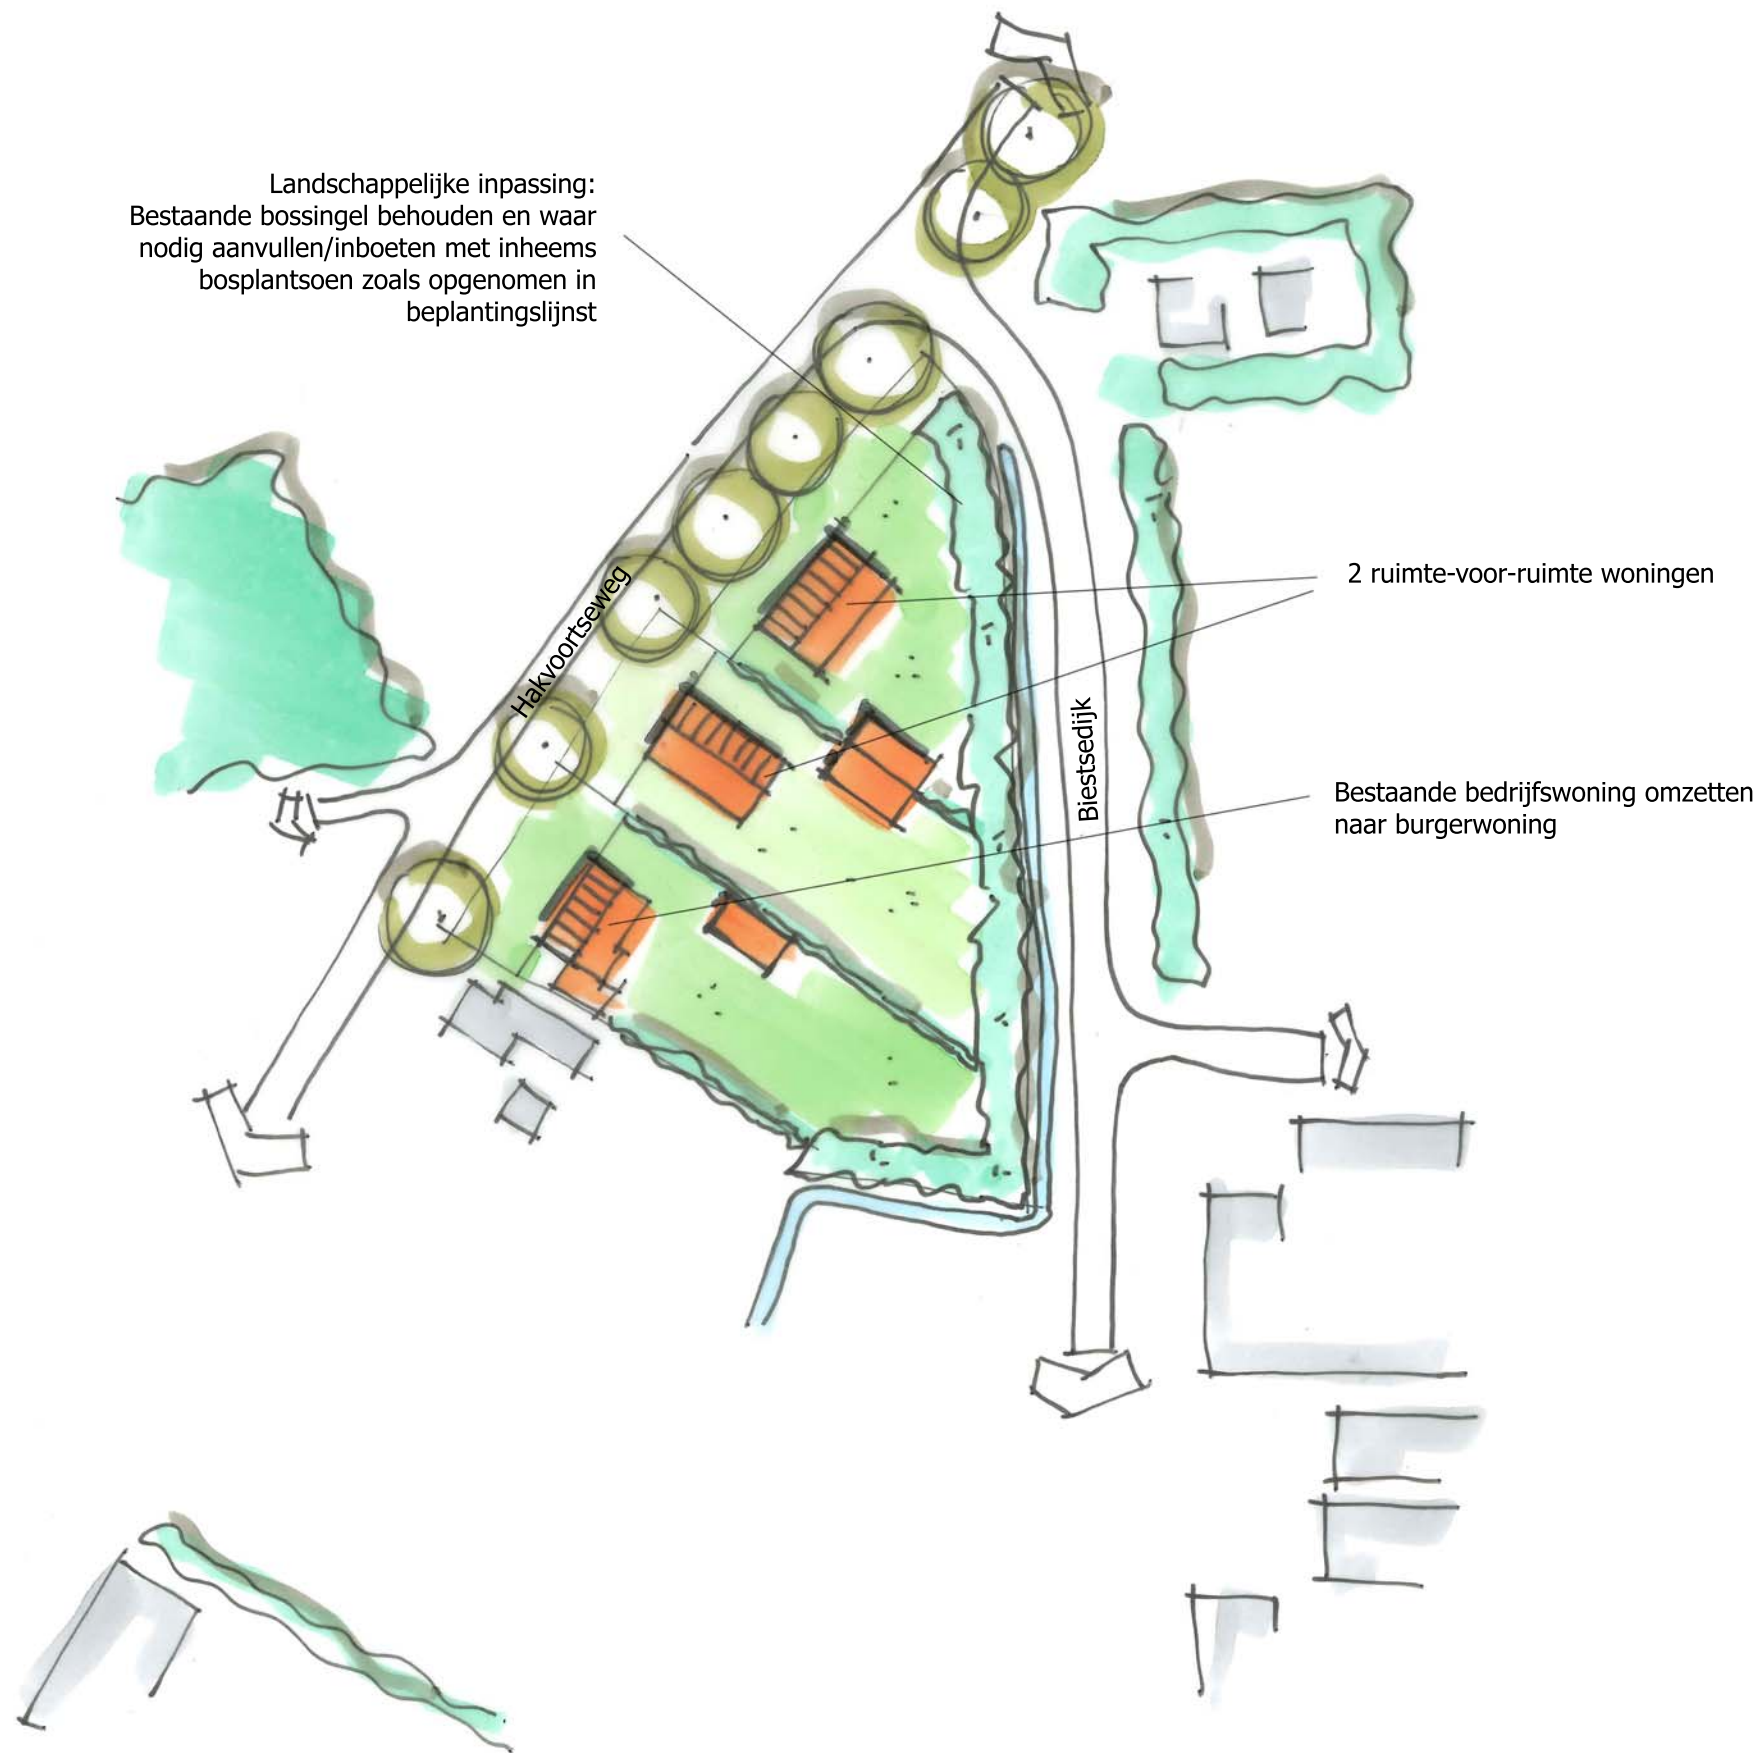 Landschappelijke inpassing:
Bestaande bossingel behouden en waar
nodig aanvullen/inboeten met inheems
bosplantsoen zoals opgenomen in
beplantingslijnst
Hakvoortseweg
2 ruimte-voor-ruimte woningen
Biestsedijk
Bestaande bedrijfswoning omzetten
naar burgerwoning